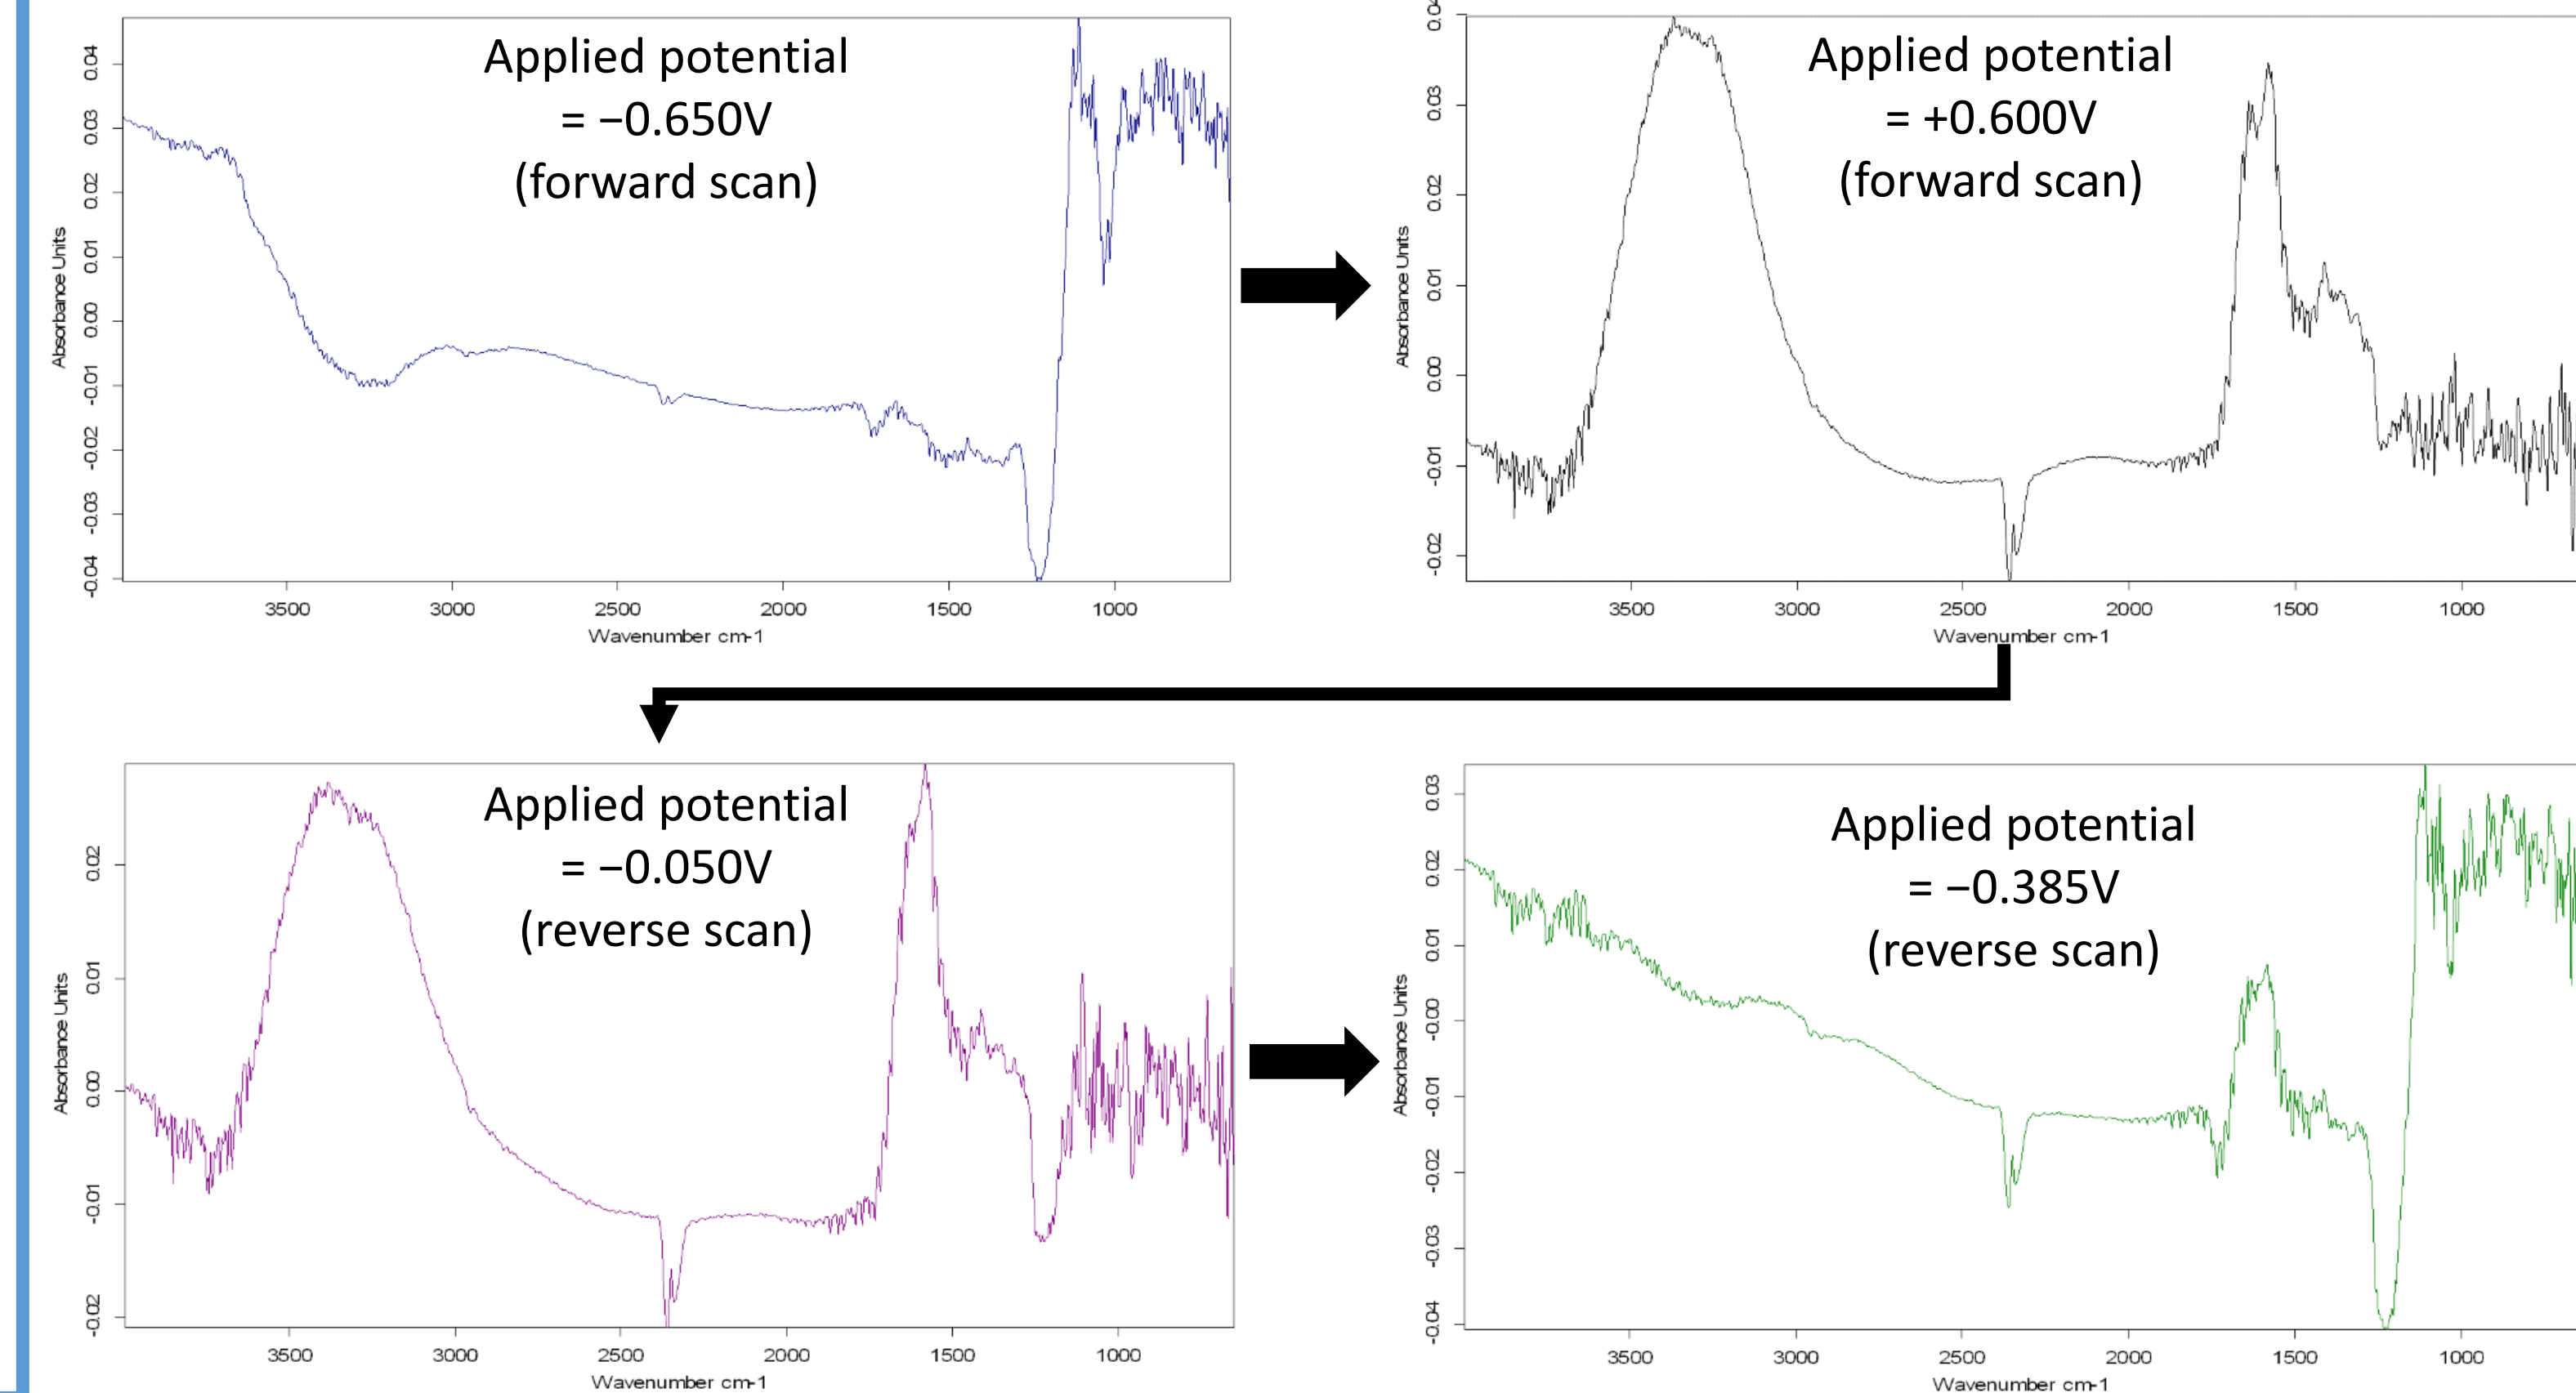 Applied potential
= −0.650V
(forward scan)
Absorbance Units
0.04
0.03
0.02
0.01
0.00
-0.01
-0.02
-0.03
-0.04
3500 3000 2500 2000 1500 1000
Wavenumber cm-1
Applied potential
= +0.600V
(forward scan)
Absorbance Units
0.04
0.03
0.02
0.01
0.00
-0.01
-0.02
3500 3000 2500 2000 1500 1000
Wavenumber cm-1
Applied potential
= −0.050V
(reverse scan)
Absorbance Units
0.02
0.01
0.00
-0.01
-0.02
3500 3000 2500 2000 1500 1000
Wavenumber cm-1
Applied potential
= −0.385V
(reverse scan)
Absorbance Units
0.03
0.02
0.01
-0.00
-0.01
-0.02
-0.03
-0.04
3500 3000 2500 2000 1500 1000
Wavenumber cm-1